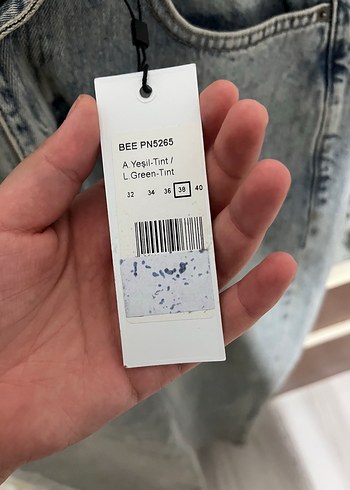 BEE PN5265
A.Yeşil-Tint /
L.Green-Tint
32 34 36 38 40